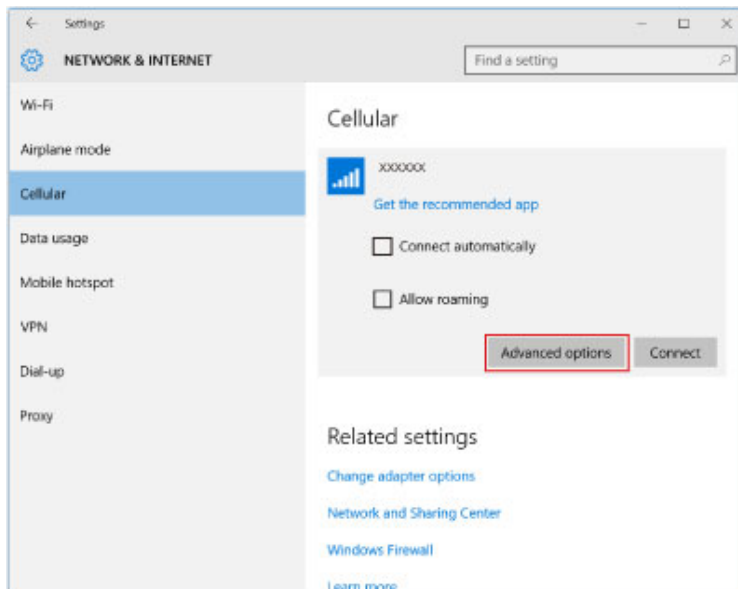 Settings
NETWORK & INTERNET
Find a setting
Wi-Fi
Airplane mode
Cellular
Data usage
Mobile hotspot
VPN
Dial-up
Proxy
Cellular
xxxxxx
Get the recommended app
Connect automatically
Allow roaming
Advanced options
Connect
Related settings
Change adapter options
Network and Sharing Center
Windows Firewall
Learn more